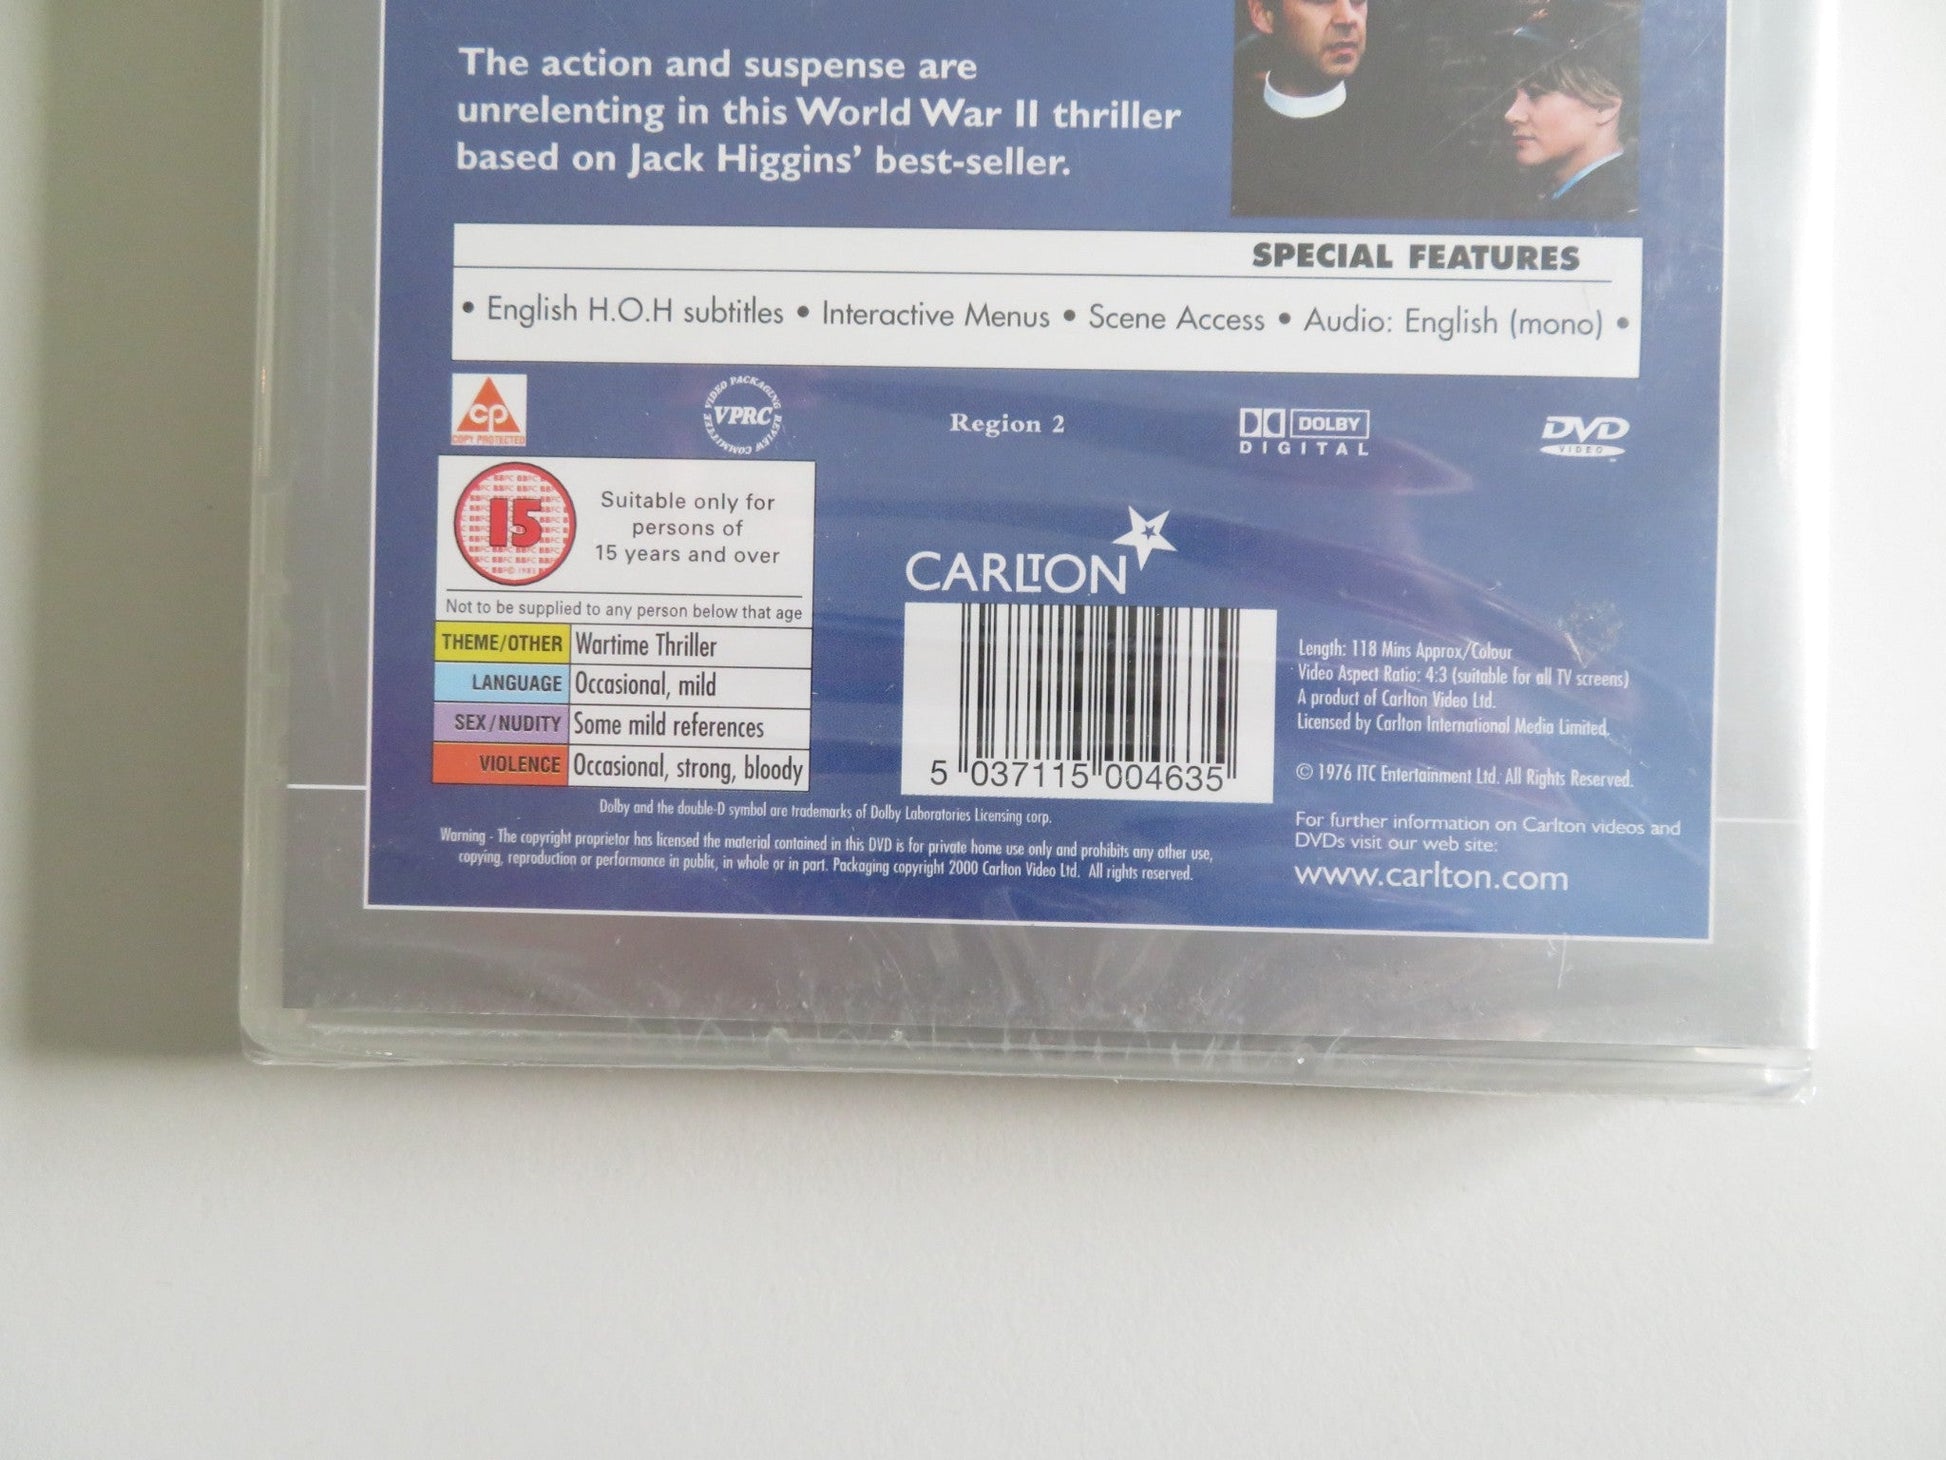 The action and suspense are
unrelenting in this World War II thriller
based on Jack Higgins' best-seller.
SPECIAL FEATURES
• English H.O.H subtitles • Interactive Menus • Scene Access • Audio: English (mono) •
CP
COPY PROTECTED
VIDEO PACKAGING REVIEW COMMITTEE
VPRC
Region 2
DOLBY
DIGITAL
DVD
VIDEO
15
Suitable only for
persons of
15 years and over
Not to be supplied to any person below that age
THEME/OTHER Wartime Thriller
LANGUAGE Occasional, mild
SEX/NUDITY Some mild references
VIOLENCE Occasional, strong, bloody
CARLTON
5 037115 004635
Length: 118 Mins Approx/Colour
Video Aspect Ratio: 4:3 (suitable for all TV screens)
A product of Carlton Video Ltd.
Licensed by Carlton International Media Limited.
© 1976 ITC Entertainment Ltd. All Rights Reserved.
For further information on Carlton videos and
DVDs visit our web site:
www.carlton.com
Dolby and the double-D symbol are trademarks of Dolby Laboratories Licensing corp.
Warning - The copyright proprietor has licensed the material contained in this DVD is for private home use only and prohibits any other use,
copying, reproduction or performance in public, in whole or in part. Packaging copyright 2000 Carlton Video Ltd. All rights reserved.